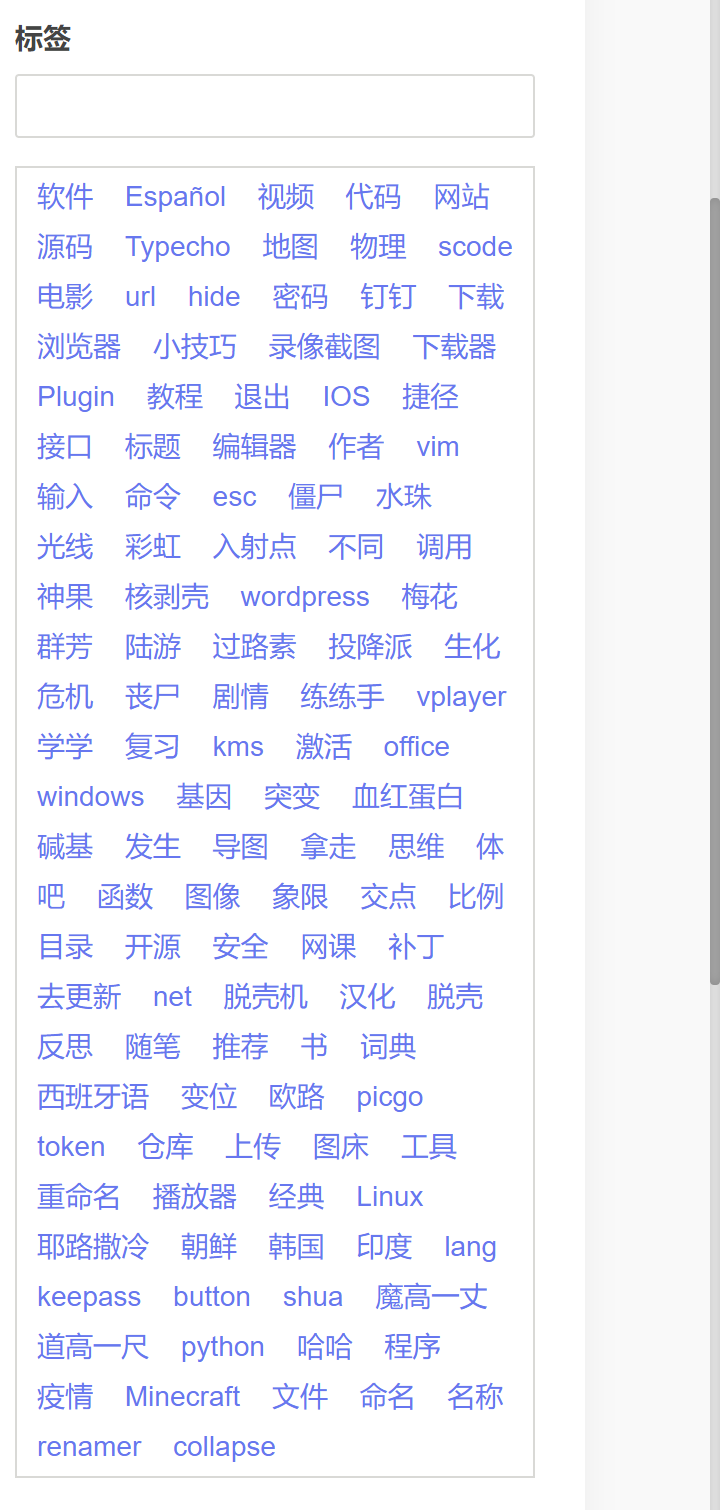 标签
软件 Español 视频 代码 网站
源码 Typecho 地图 物理 scode
电影 url hide 密码 钉钉 下载
浏览器 小技巧 录像截图 下载器
Plugin 教程 退出 IOS 捷径
接口 标题 编辑器 作者 vim
输入 命令 esc 僵尸 水珠
光线 彩虹 入射点 不同 调用
神果 核剥壳 wordpress 梅花
群芳 陆游 过路素 投降派 生化
危机 丧尸 剧情 练练手 vplayer
学学 复习 kms 激活 office
windows 基因 突变 血红蛋白
碱基 发生 导图 拿走 思维 体
吧 函数 图像 象限 交点 比例
目录 开源 安全 网课 补丁
去更新 net 脱壳机 汉化 脱壳
反思 随笔 推荐 书 词典
西班牙语 变位 欧路 picgo
token 仓库 上传 图床 工具
重命名 播放器 经典 Linux
耶路撒冷 朝鲜 韩国 印度 lang
keepass button shua 魔高一丈
道高一尺 python 哈哈 程序
疫情 Minecraft 文件 命名 名称
renamer collapse